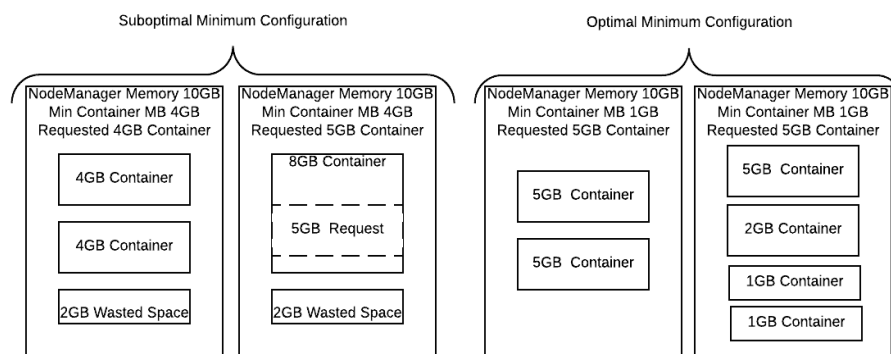 Suboptimal Minimum Configuration
Optimal Minimum Configuration
NodeManager Memory 10GB
Min Container MB 4GB
Requested 4GB Container
4GB Container
4GB Container
2GB Wasted Space
NodeManager Memory 10GB
Min Container MB 4GB
Requested 5GB Container
8GB Container
5GB Request
2GB Wasted Space
NodeManager Memory 10GB
Min Container MB 1GB
Requested 5GB Container
5GB Container
5GB Container
NodeManager Memory 10GB
Min Container MB 1GB
Requested 5GB Container
5GB Container
2GB Container
1GB Container
1GB Container